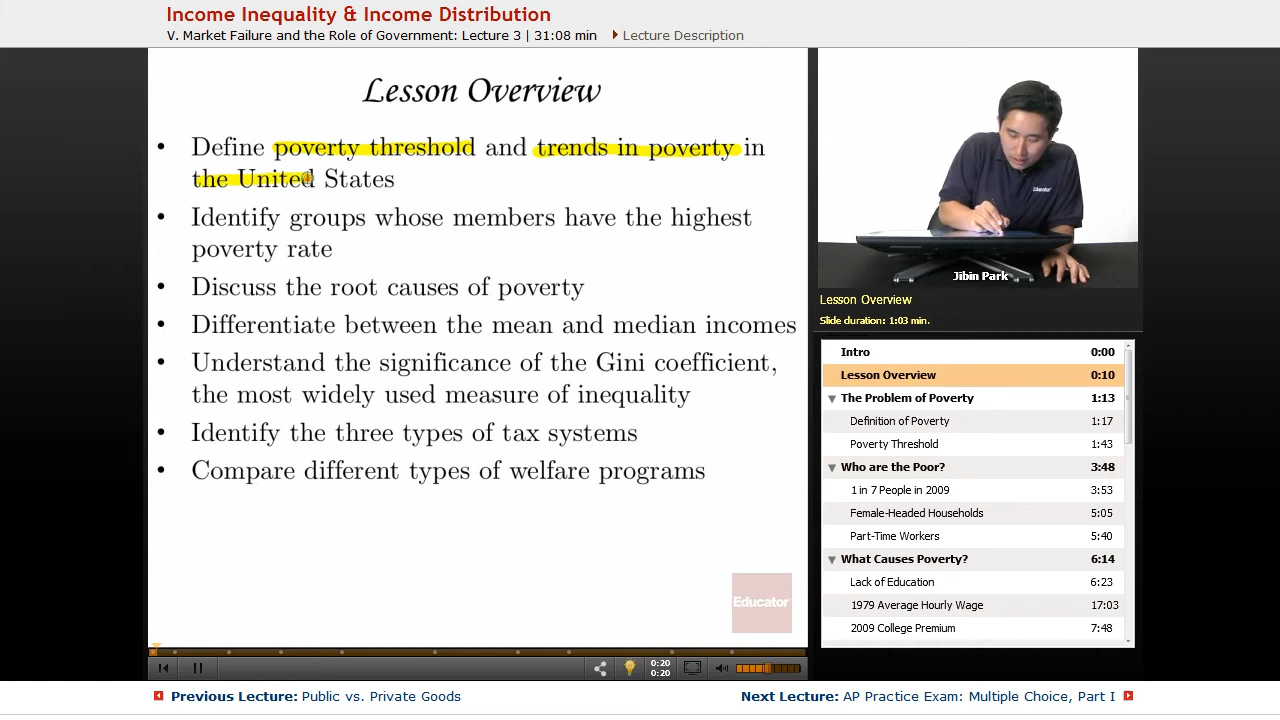 Income Inequality & Income Distribution
V. Market Failure and the Role of Government: Lecture 3 | 31:08 min Lecture Description
Lesson Overview
• Define poverty threshold and trends in poverty in
the United States
• Identify groups whose members have the highest
poverty rate
• Discuss the root causes of poverty
• Differentiate between the mean and median incomes
• Understand the significance of the Gini coefficient,
the most widely used measure of inequality
• Identify the three types of tax systems
• Compare different types of welfare programs
Educator
0:20
0:20
Educator
Jibin Park
Lesson Overview
Slide duration: 1:03 min.
Intro 0:00
Lesson Overview 0:10
The Problem of Poverty 1:13
Definition of Poverty 1:17
Poverty Threshold 1:43
Who are the Poor? 3:48
1 in 7 People in 2009 3:53
Female-Headed Households 5:05
Part-Time Workers 5:40
What Causes Poverty? 6:14
Lack of Education 6:23
1979 Average Hourly Wage 17:03
2009 College Premium 7:48
Previous Lecture: Public vs. Private Goods
Next Lecture: AP Practice Exam: Multiple Choice, Part I